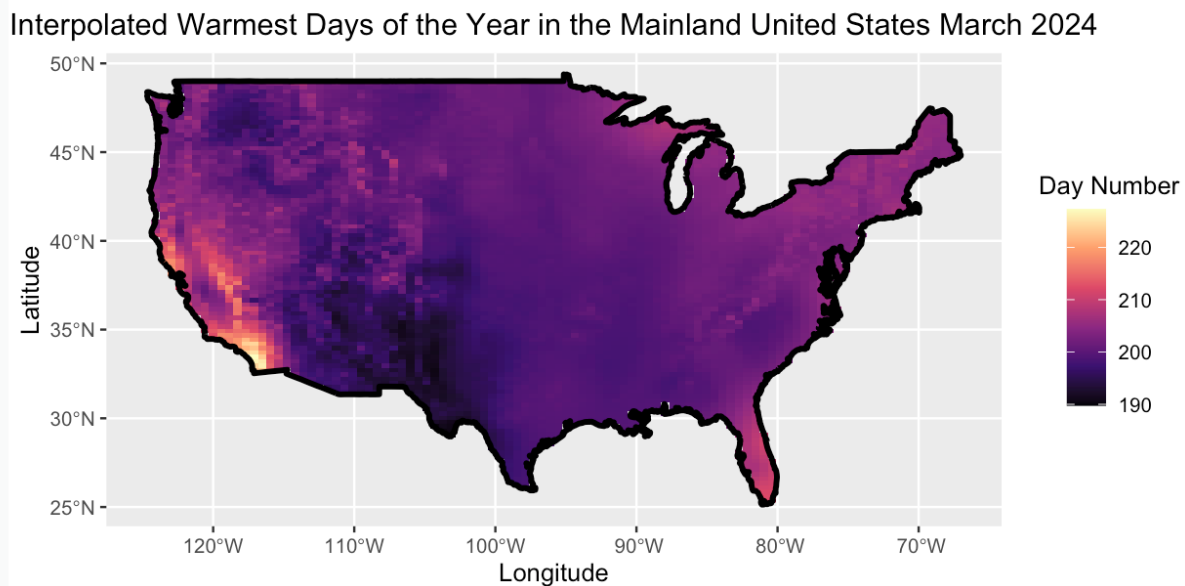 Interpolated Warmest Days of the Year in the Mainland United States March 2024
50°N
45°N
40°N
35°N
30°N
25°N
Latitude
120°W 110°W 100°W 90°W 80°W 70°W
Longitude
Day Number
220
210
200
190